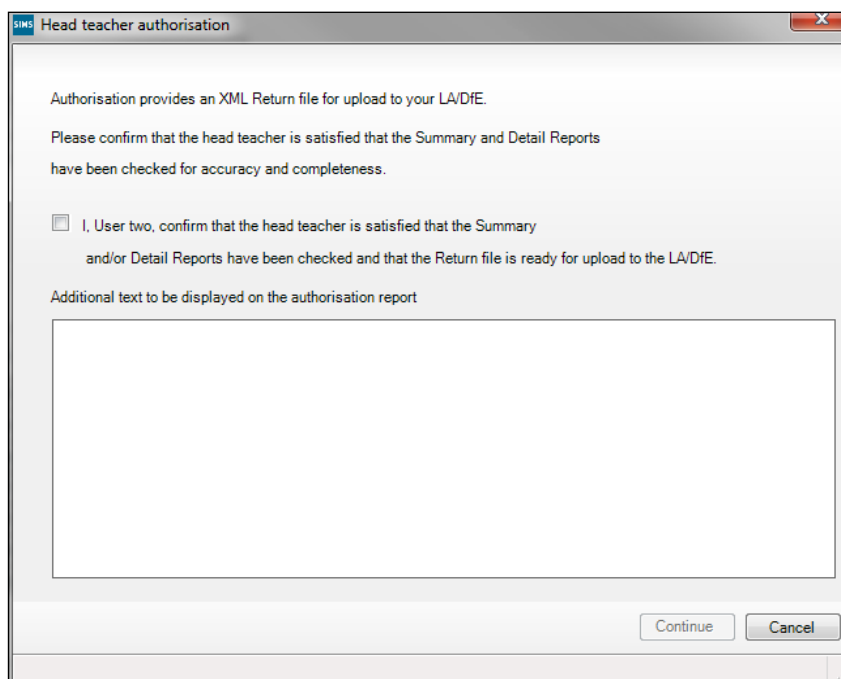 SIMS Head teacher authorisation
X
Authorisation provides an XML Return file for upload to your LA/DfE.
Please confirm that the head teacher is satisfied that the Summary and Detail Reports
have been checked for accuracy and completeness.
I, User two, confirm that the head teacher is satisfied that the Summary
and/or Detail Reports have been checked and that the Return file is ready for upload to the LA/DfE.
Additional text to be displayed on the authorisation report
Continue Cancel